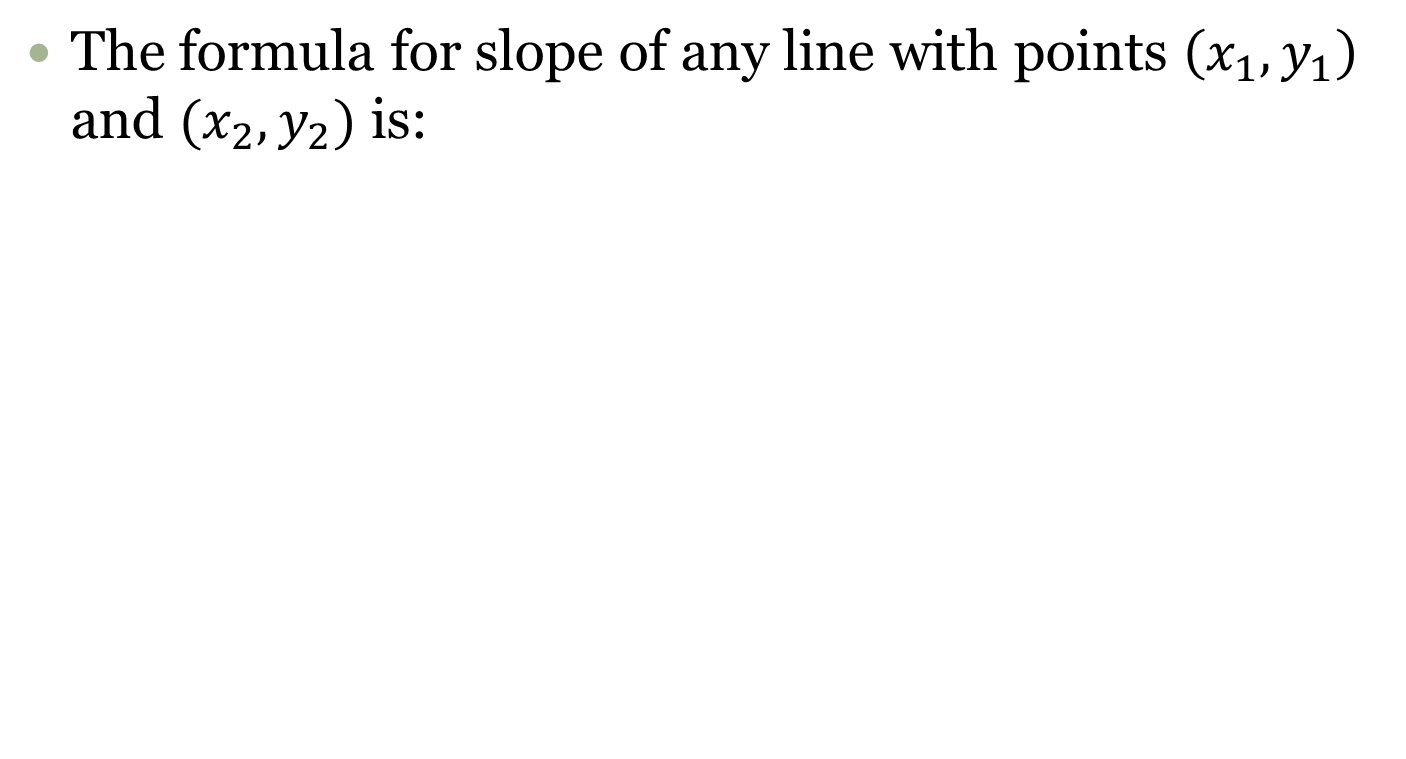 • The formula for slope of any line with points (𝑥₁, 𝑦₁)
and (𝑥₂, 𝑦₂) is: